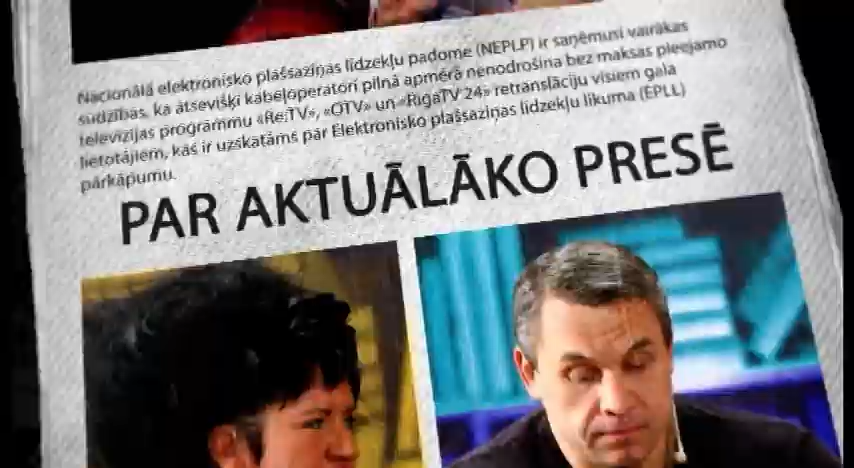 Nacionālā elektronisko plašsaziņas līdzekļu padome (NEPLP) ir saņēmusi vairākas
sūdzības, ka atsevišķi kabeļoperatori pilnā apmērā nenodrošina bez maksas pieejamo
televīzijas programmu «Re:TV», «OTV» un «RīgaTV 24» retranslāciju visiem gala
lietotājiem, kas ir uzskatāms par Elektronisko plašsaziņas līdzekļu likuma (EPLL)
pārkāpumu.
PAR AKTUĀLĀKO PRESĒ